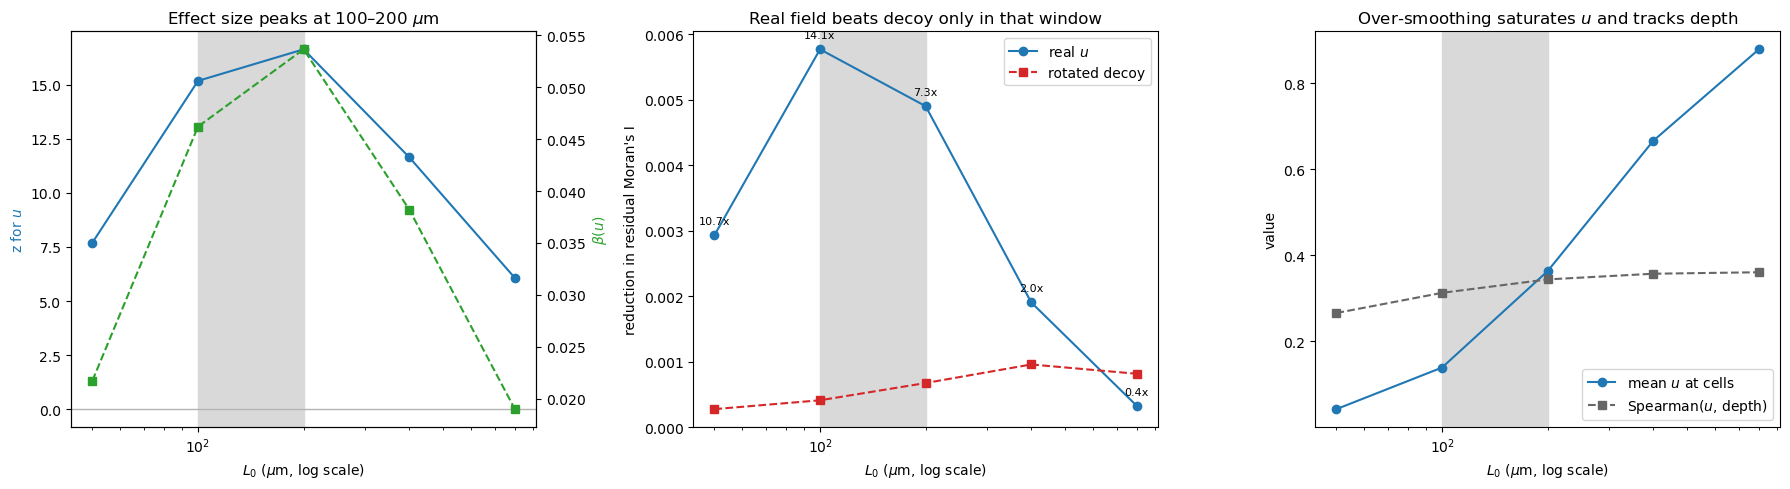 Effect size peaks at 100–200 μm
z for u
15.0
12.5
10.0
7.5
5.0
2.5
0.0
0.055
0.050
0.045
0.040
0.035
0.030
0.025
0.020
β(u)
10²
L₀ (μm, log scale)
Real field beats decoy only in that window
reduction in residual Moran's I
0.006
0.005
0.004
0.003
0.002
0.001
0.000
14.1x
10.7x
7.3x
2.0x
0.4x
real u
rotated decoy
10²
L₀ (μm, log scale)
Over-smoothing saturates u and tracks depth
value
0.8
0.6
0.4
0.2
mean u at cells
Spearman(u, depth)
10²
L₀ (μm, log scale)